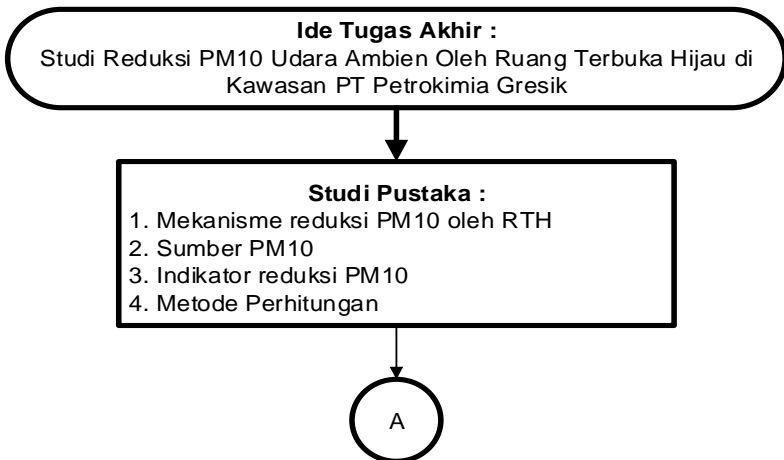 Ide Tugas Akhir :
Studi Reduksi PM10 Udara Ambien Oleh Ruang Terbuka Hijau di
Kawasan PT Petrokimia Gresik
Studi Pustaka :
1. Mekanisme reduksi PM10 oleh RTH
2. Sumber PM10
3. Indikator reduksi PM10
4. Metode Perhitungan
A